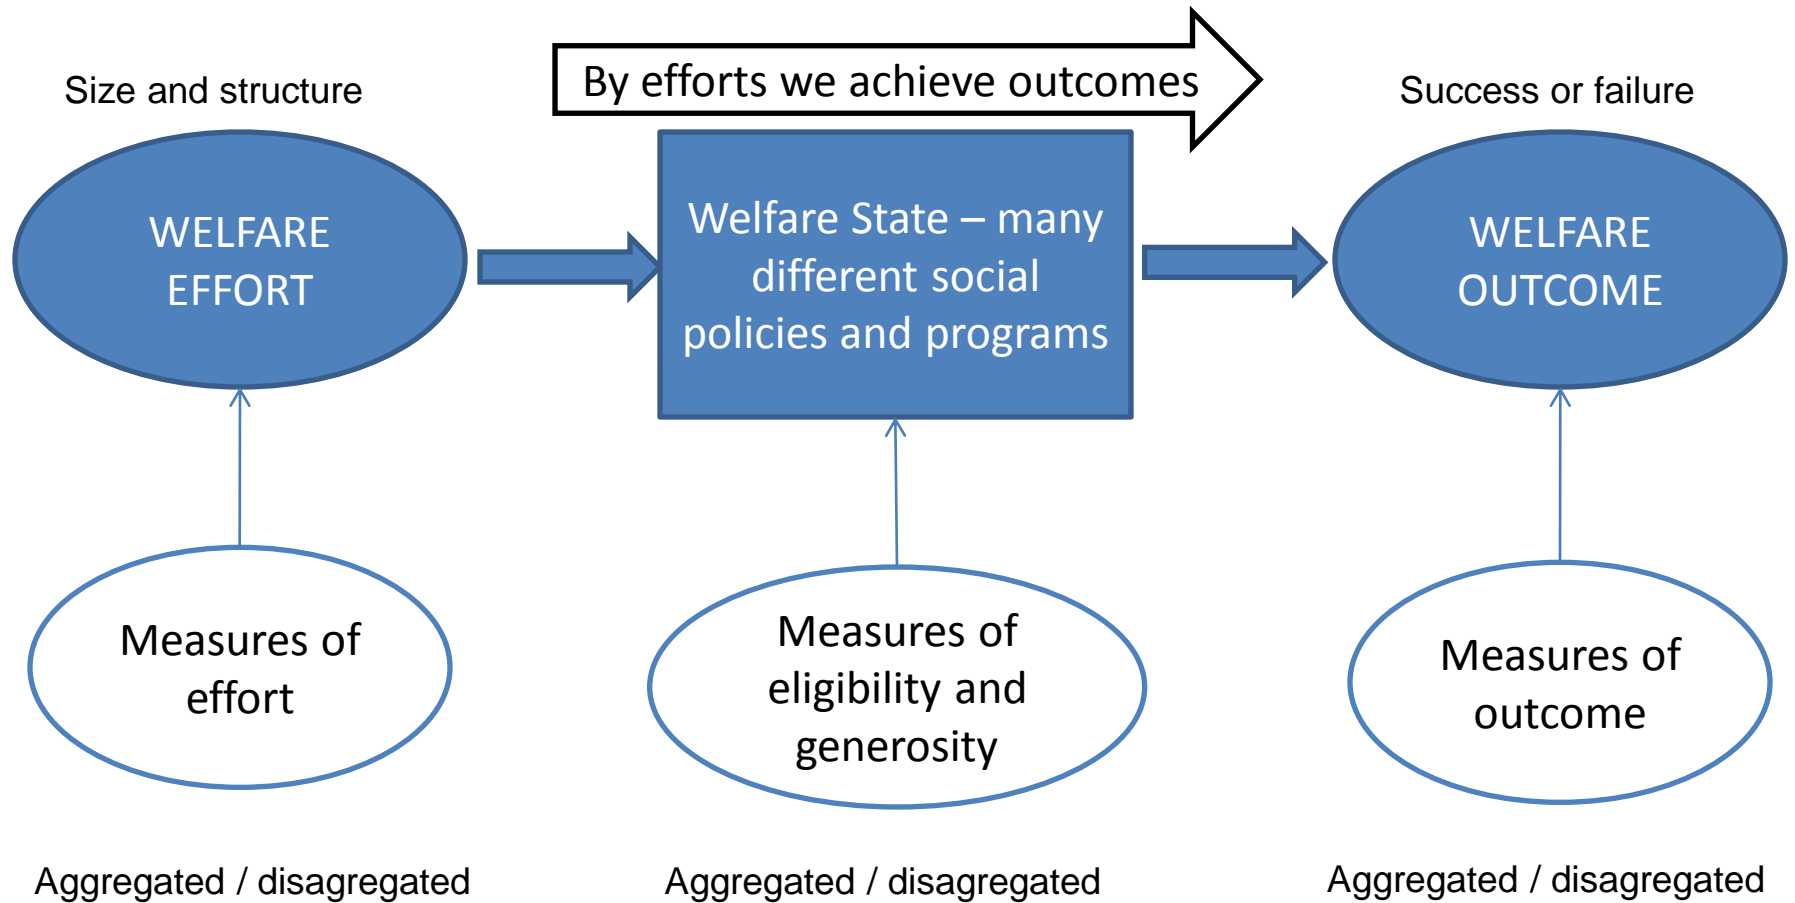 By efforts we achieve outcomes
Size and structure
Success or failure
WELFARE
EFFORT
Welfare State – many
different social
policies and programs
WELFARE
OUTCOME
Measures of
effort
Measures of
eligibility and
generosity
Measures of
outcome
Aggregated / disagregated
Aggregated / disagregated
Aggregated / disagregated